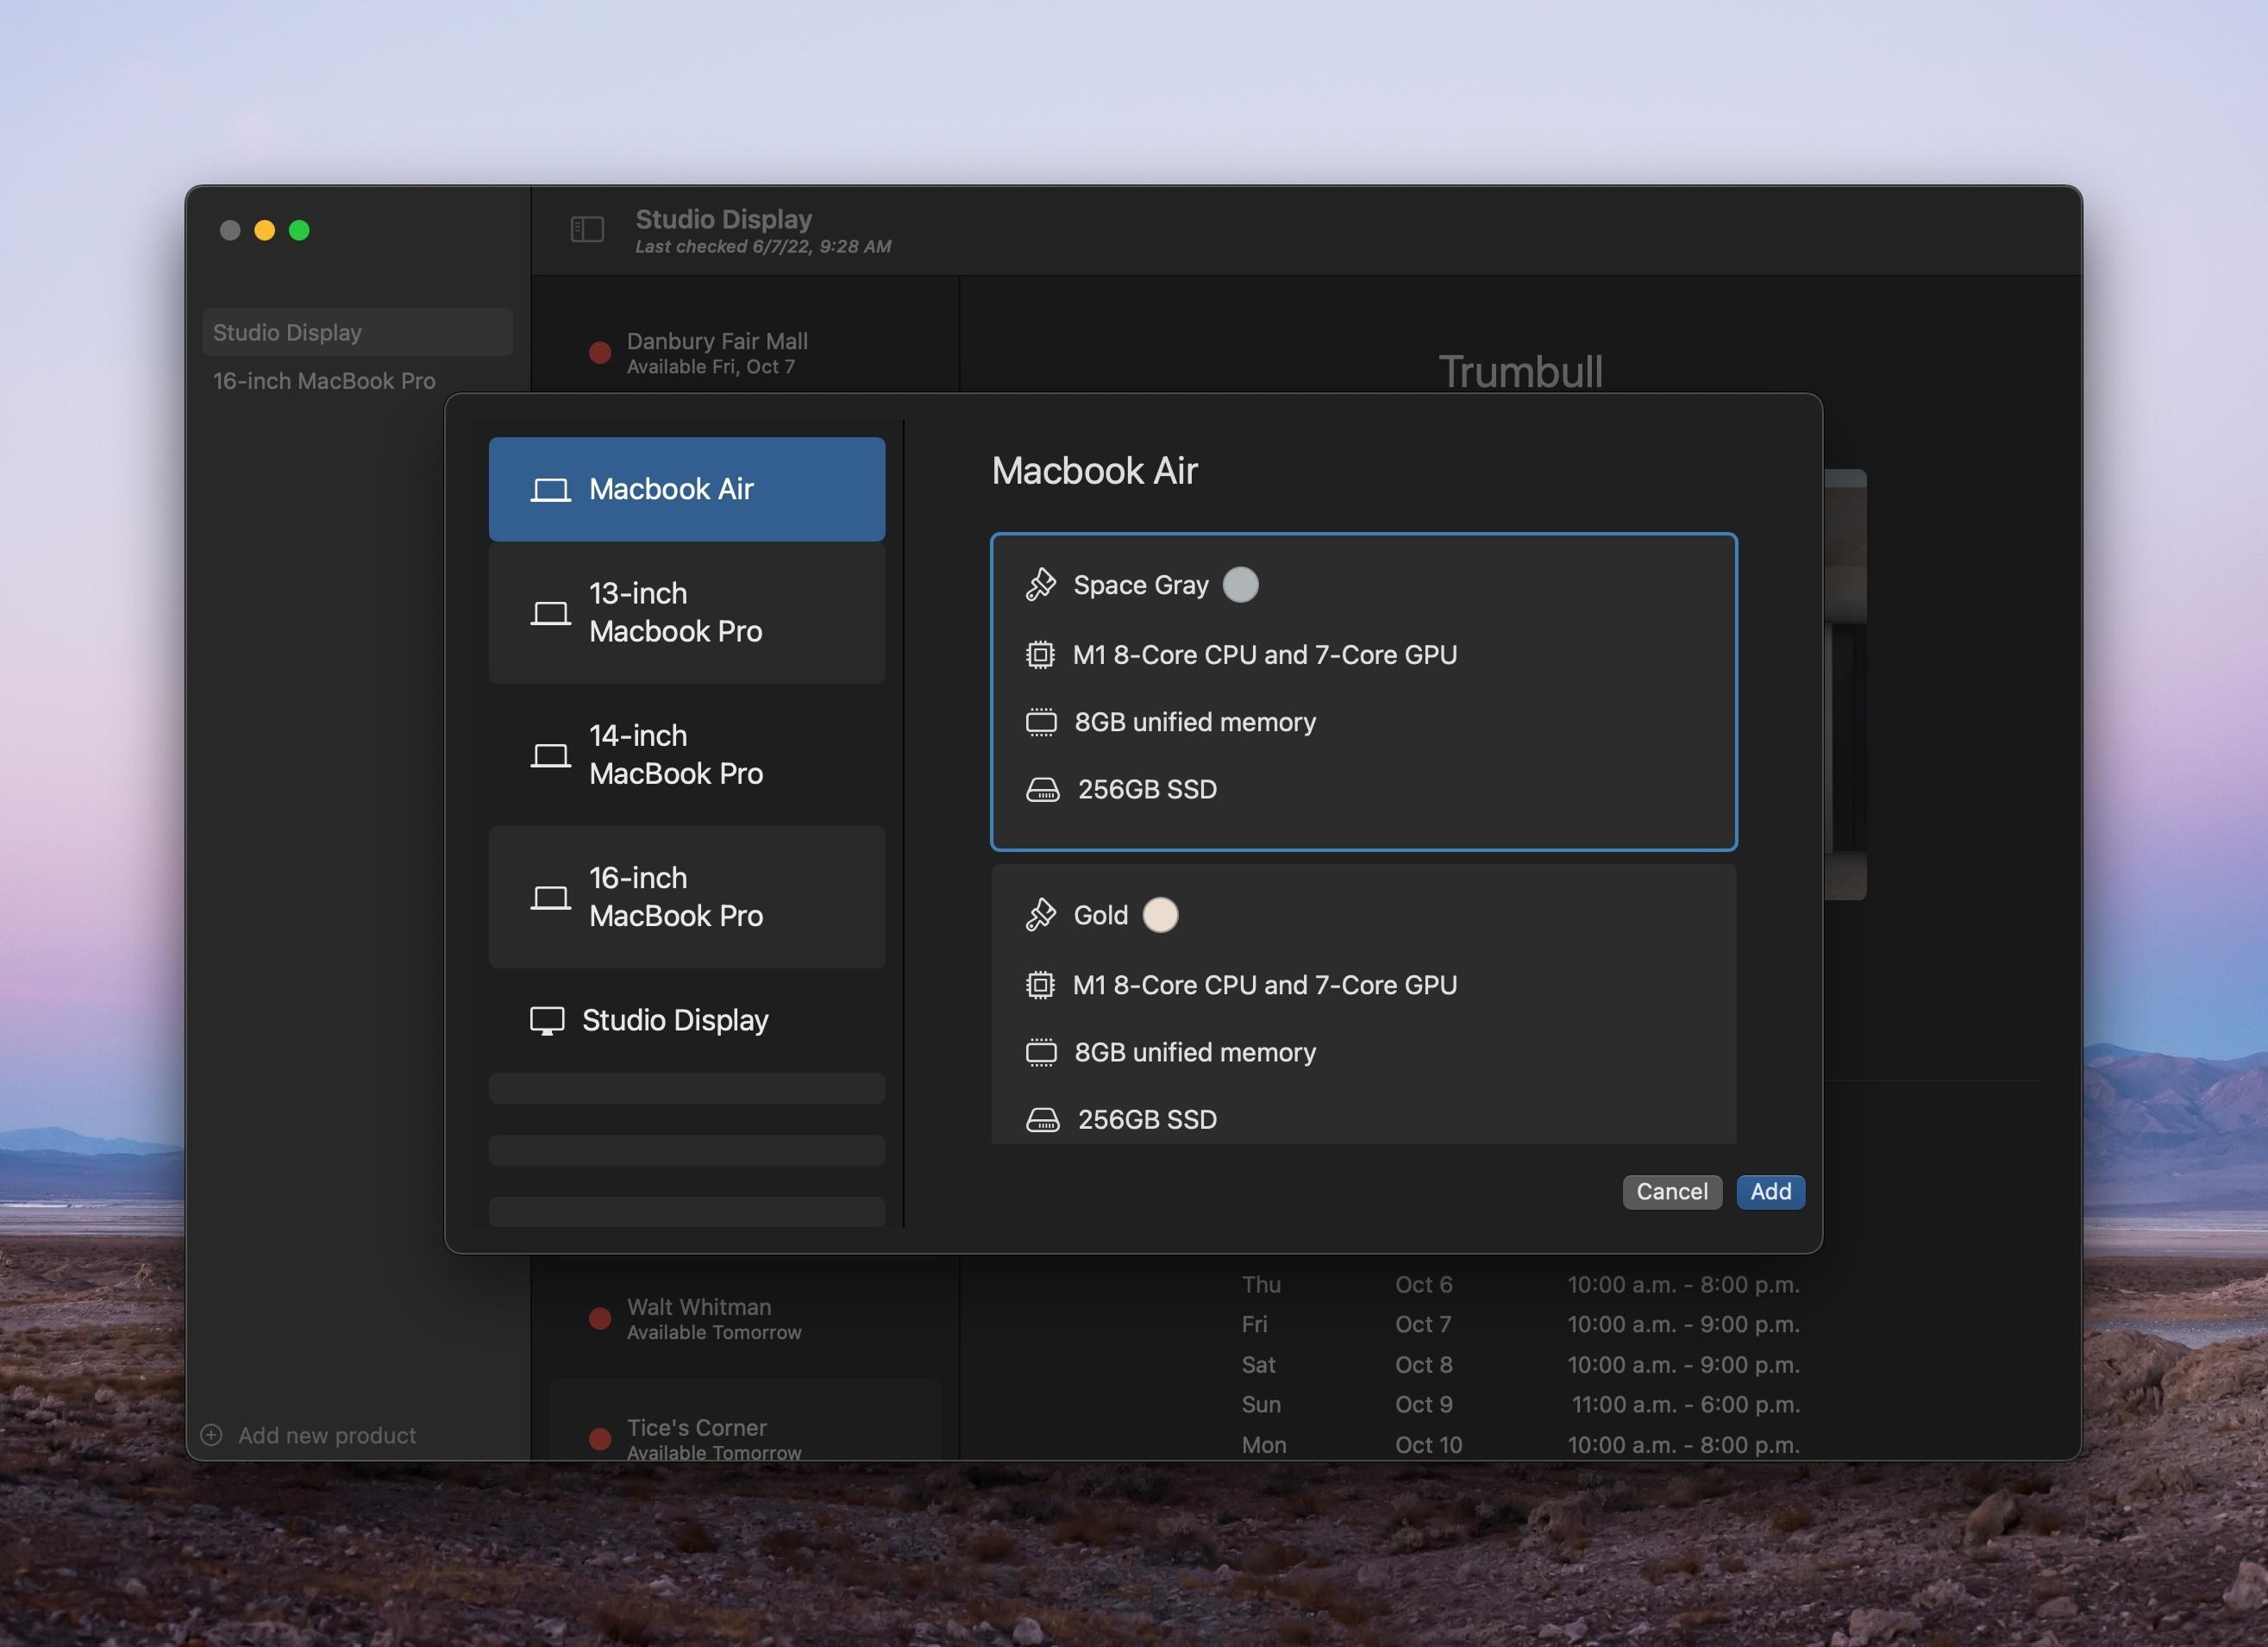 Studio Display
Last checked 6/7/22, 9:28 AM
Studio Display
16-inch MacBook Pro
Add new product
Danbury Fair Mall
Available Fri, Oct 7
Trumbull
Macbook Air
13-inch
Macbook Pro
14-inch
MacBook Pro
16-inch
MacBook Pro
Studio Display
Macbook Air
Space Gray
M1 8-Core CPU and 7-Core GPU
8GB unified memory
256GB SSD
Gold
M1 8-Core CPU and 7-Core GPU
8GB unified memory
256GB SSD
Cancel
Add
Walt Whitman
Available Tomorrow
Tice's Corner
Available Tomorrow
Thu Oct 6 10:00 a.m. - 8:00 p.m.
Fri Oct 7 10:00 a.m. - 9:00 p.m.
Sat Oct 8 10:00 a.m. - 9:00 p.m.
Sun Oct 9 11:00 a.m. - 6:00 p.m.
Mon Oct 10 10:00 a.m. - 8:00 p.m.